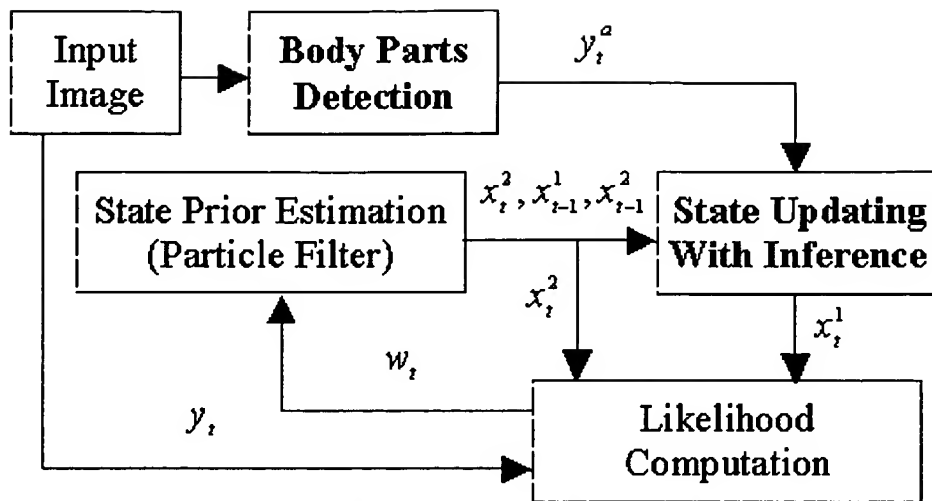 Input
Image
Body Parts
Detection
y_t^a
State Prior Estimation
(Particle Filter)
x_t^2, x_{t-1}^1, x_{t-1}^2
State Updating
With Inference
x_t^2
x_t^1
w_t
y_t
Likelihood
Computation